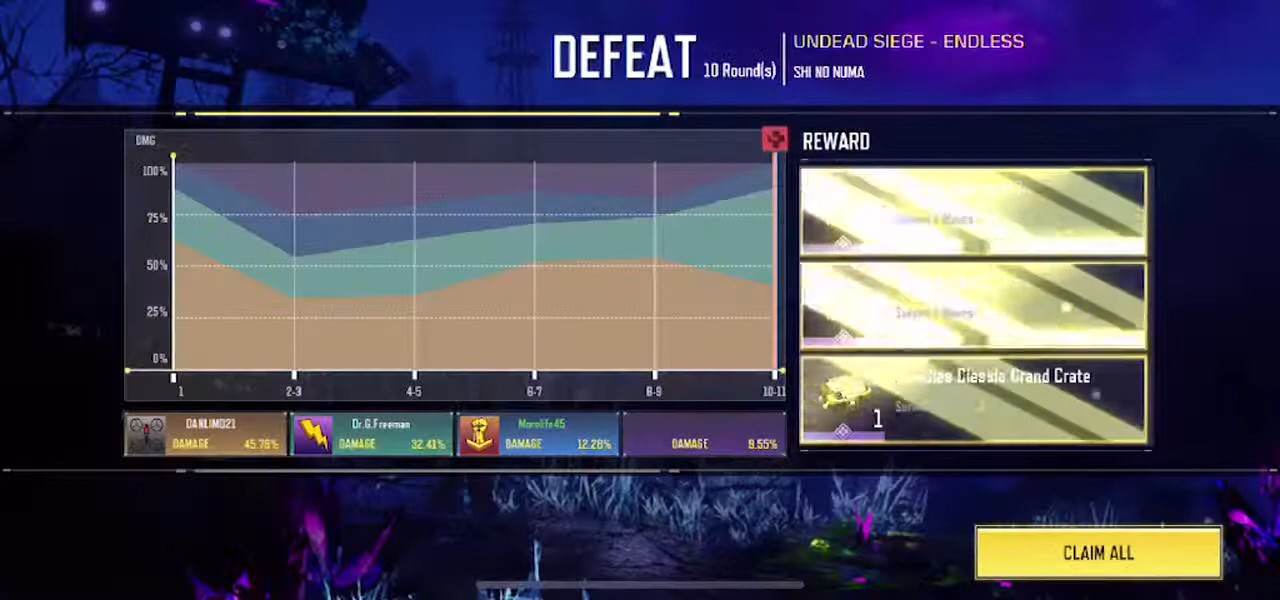 DEFEAT
10 Round(s)
UNDEAD SIEGE - ENDLESS
SHI NO NUMA
DMG
100%
75%
50%
25%
0%
1
2-3
4-5
6-7
8-9
10-11
DANLIMO21
DAMAGE 45.76%
Dr.G.Freeman
DAMAGE 32.41%
Morolife45
DAMAGE 12.28%
DAMAGE 9.55%
REWARD
Grand Crate
1
CLAIM ALL